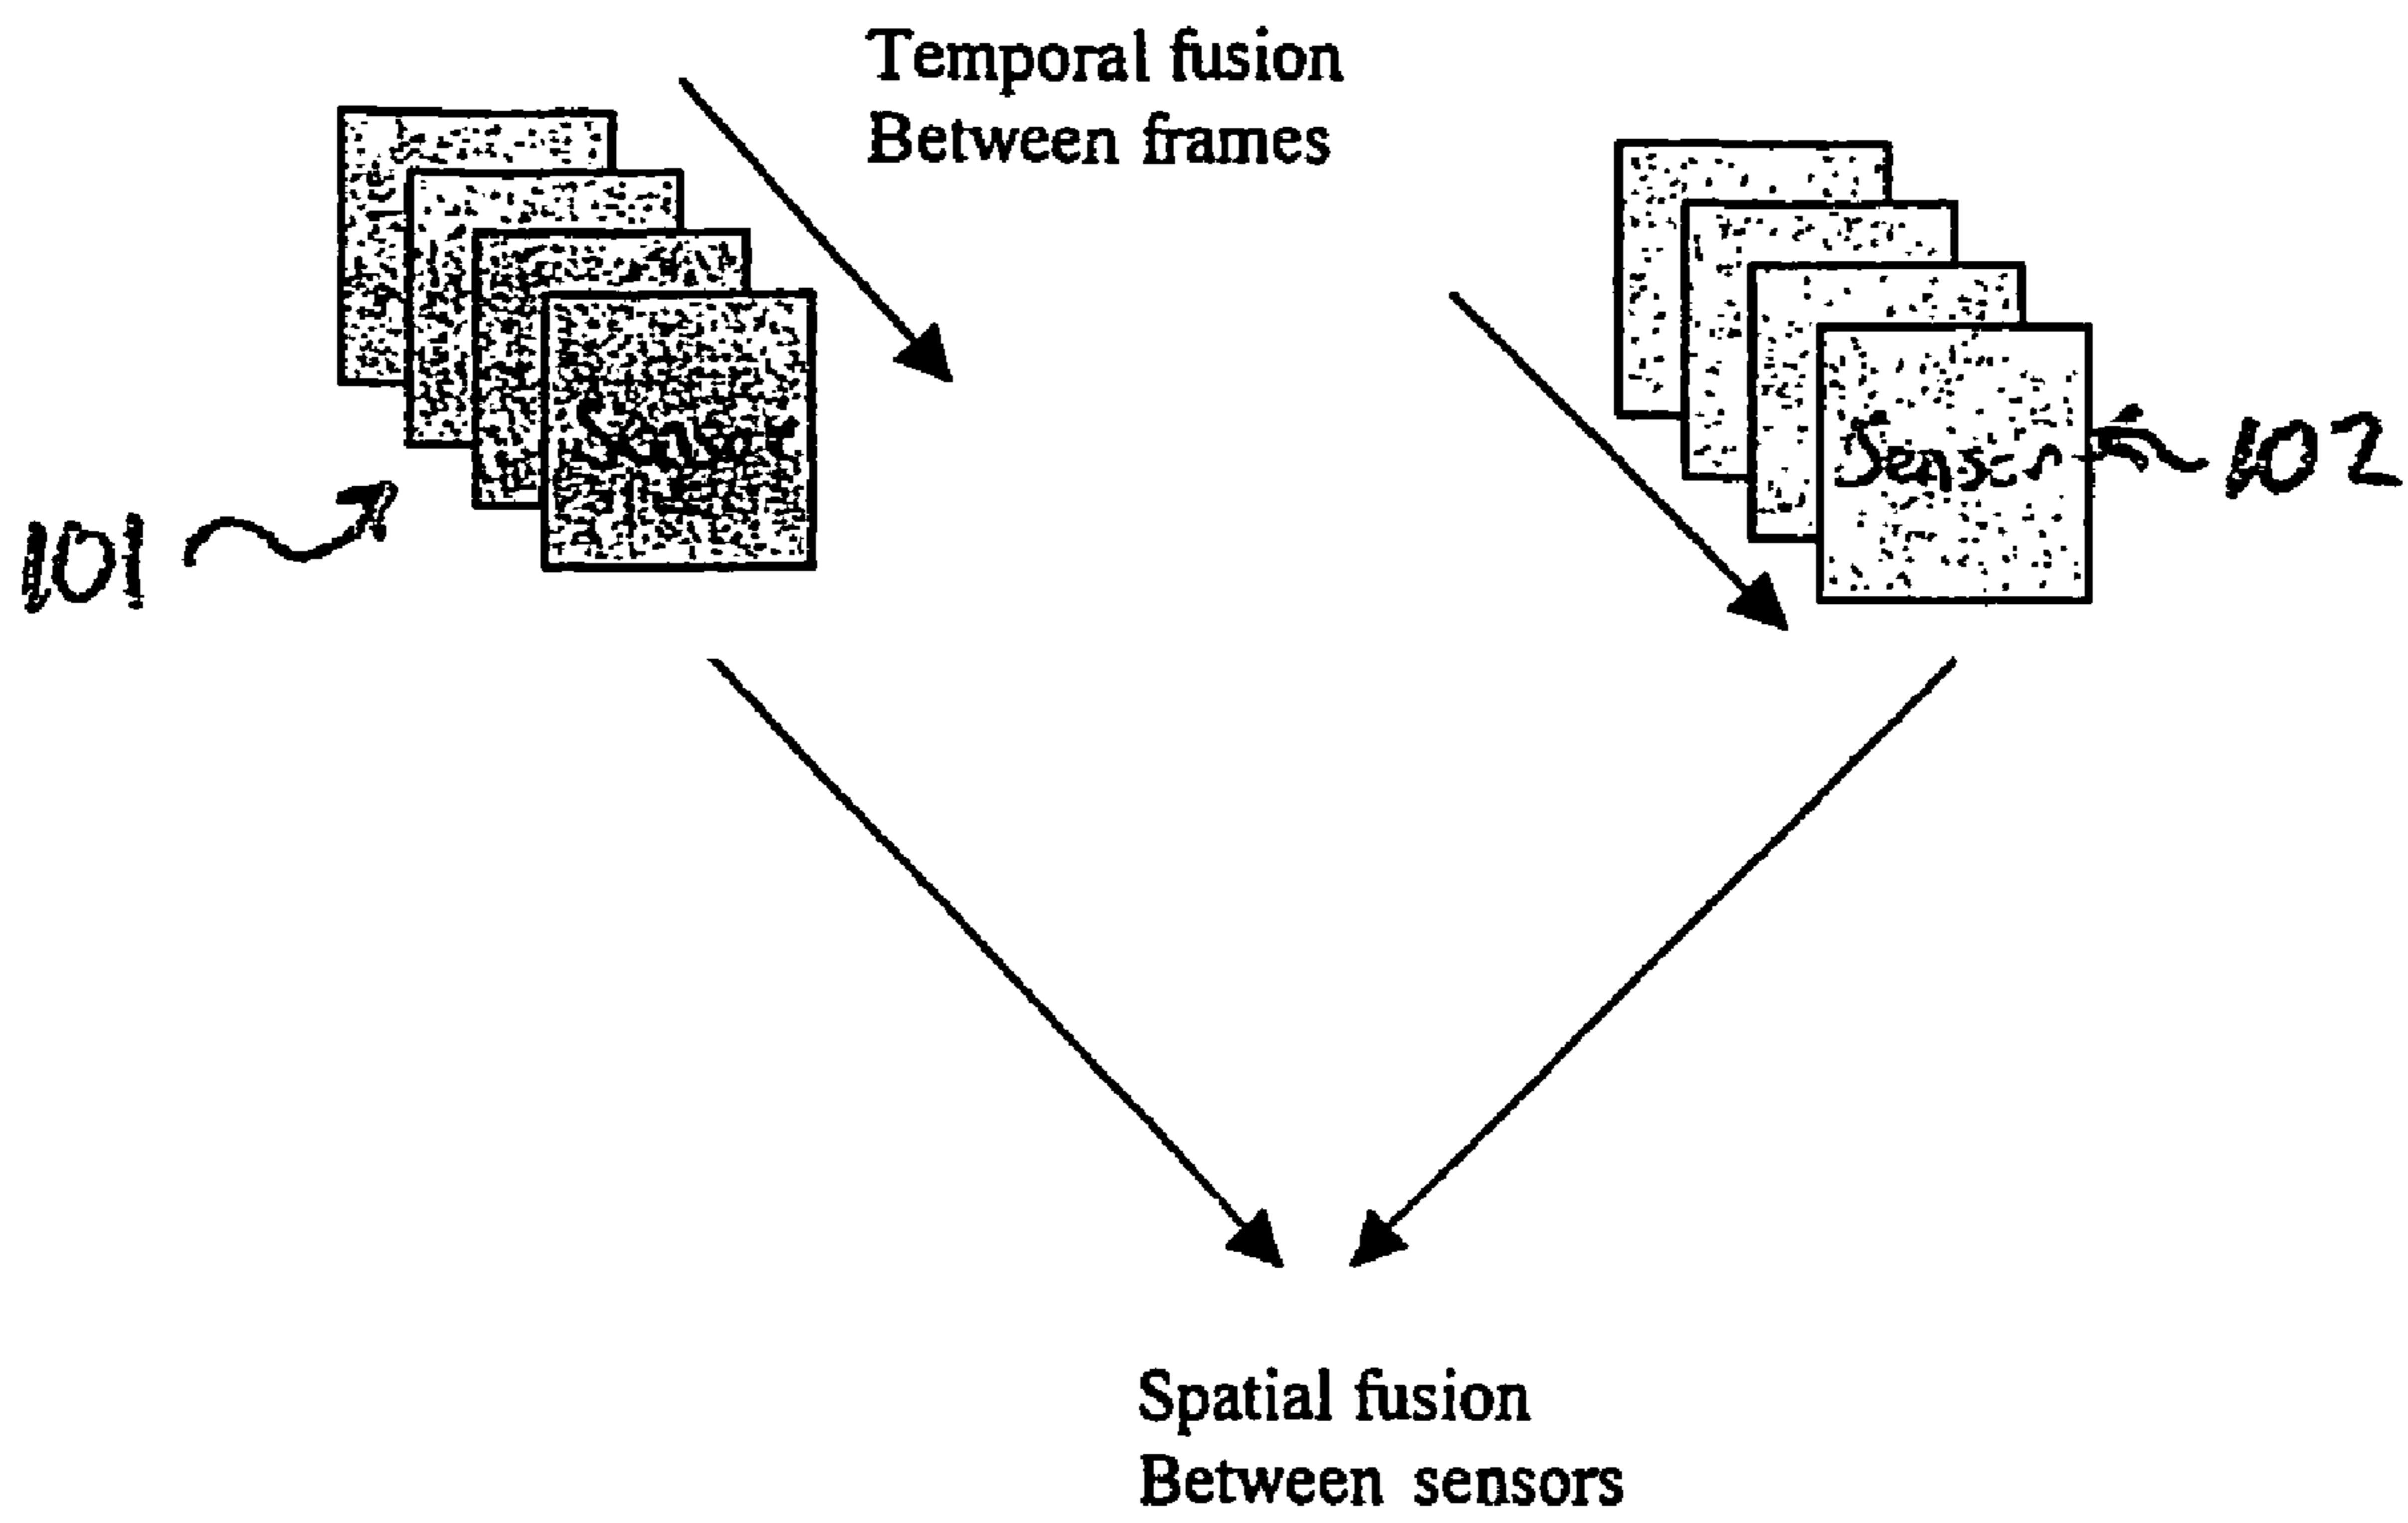 Temporal fusion
Between frames
Sensor
Sensor
101
102
Spatial fusion
Between sensors